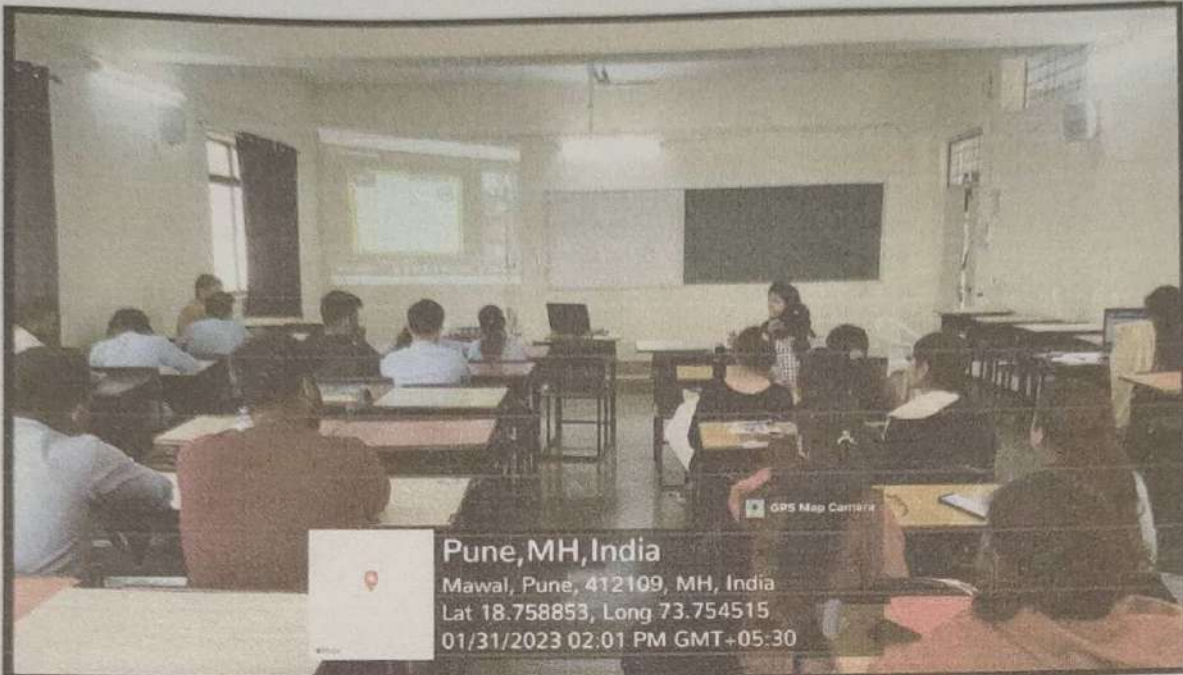 GPS Map Camera
Pune,MH,India
Mawal, Pune, 412109, MH, India
Lat 18.758853, Long 73.754515
01/31/2023 02.01 PM GMT+05:30